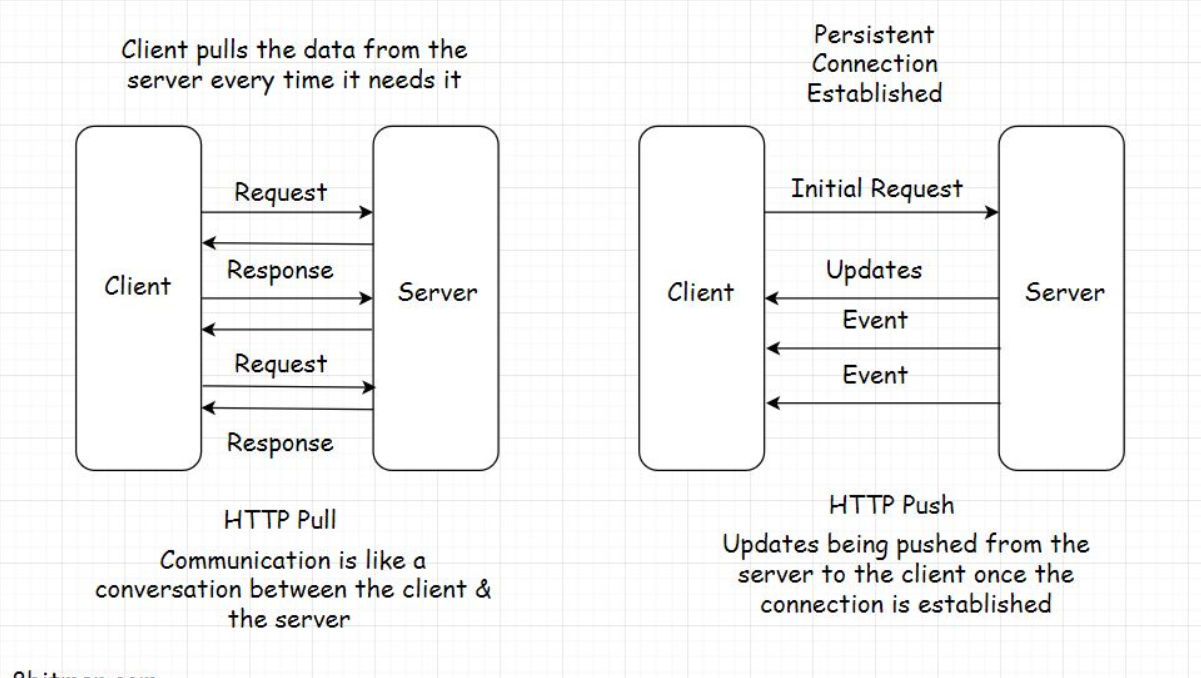 Client pulls the data from the
server every time it needs it
Client
Request
Response
Request
Response
Server
HTTP Pull
Communication is like a
conversation between the client &
the server
Persistent
Connection
Established
Client
Initial Request
Updates
Event
Event
Server
HTTP Push
Updates being pushed from the
server to the client once the
connection is established